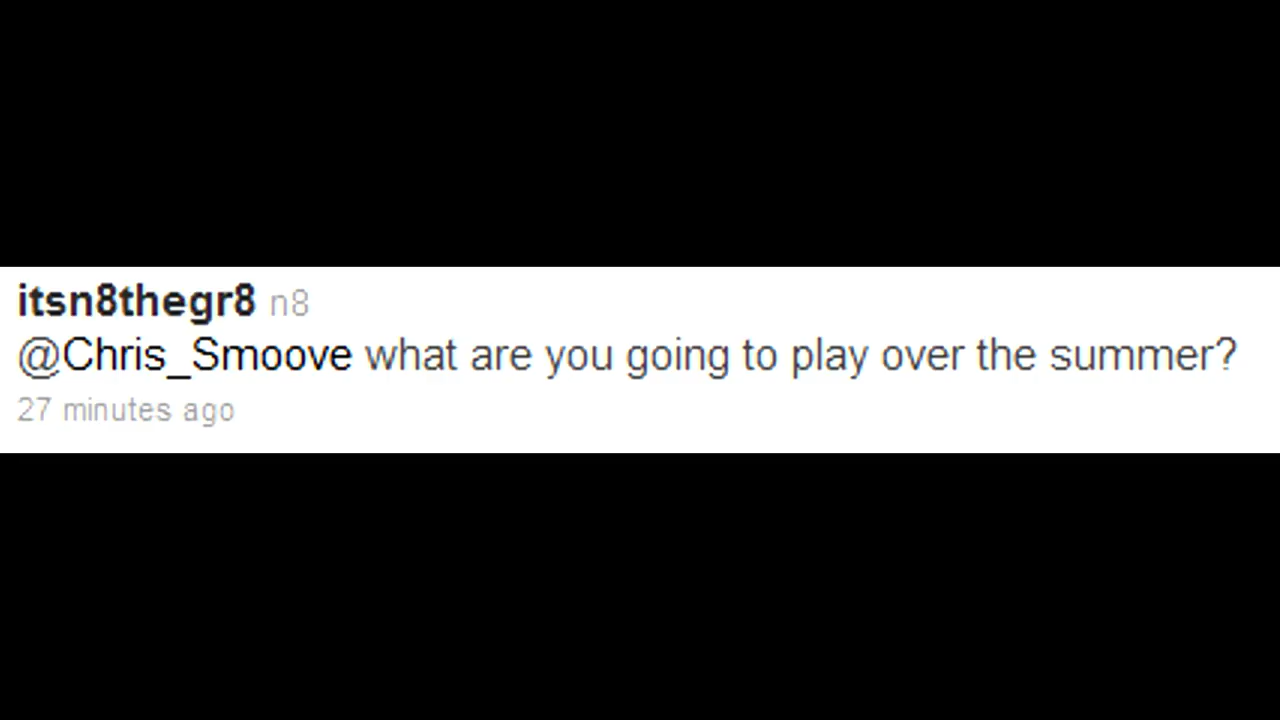 itsn8thegr8 n8
@Chris_Smoove what are you going to play over the summer?
27 minutes ago